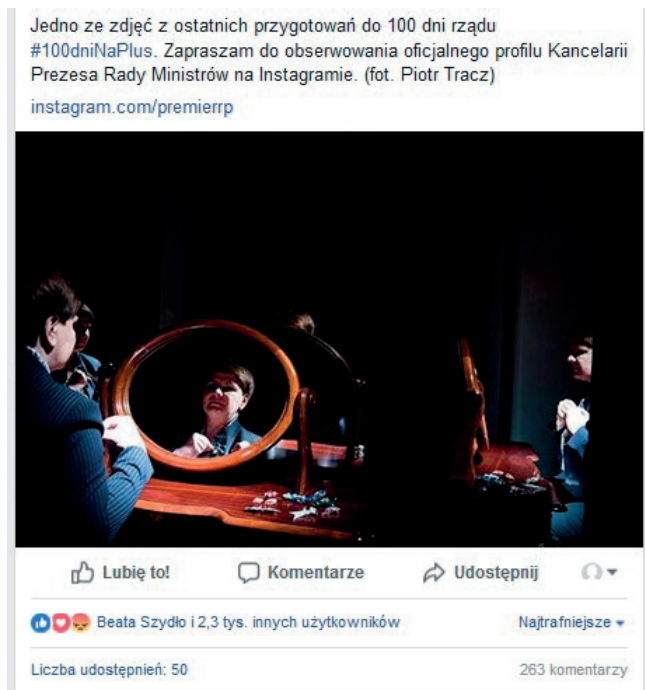 Jedno ze zdjęć z ostatnich przygotowań do 100 dni rządu
#100dniNaPlus. Zapraszam do obserwowania oficjalnego profilu Kancelarii
Prezesa Rady Ministrów na Instagramie. (fot. Piotr Tracz)
instagram.com/premierrp
Lubię to! Komentarze Udostępnij
Beata Szydło i 2,3 tys. innych użytkowników Najtrafniejsze
Liczba udostępnień: 50 263 komentarzy